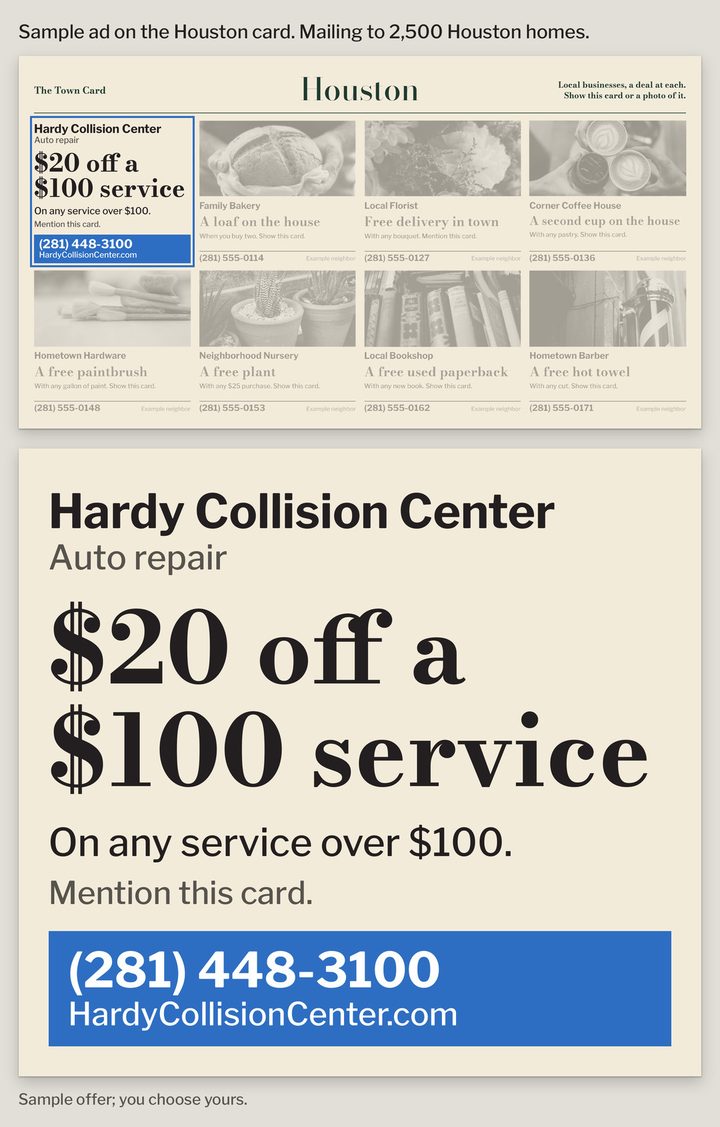 Sample ad on the Houston card. Mailing to 2,500 Houston homes.
The Town Card
Houston
Local businesses, a deal at each.
Show this card or a photo of it.
Hardy Collision Center
Auto repair
$20 off a
$100 service
On any service over $100.
Mention this card.
(281) 448-3100
HardyCollisionCenter.com
Family Bakery
A loaf on the house
When you buy two. Show this card.
(281) 555-0114
Example neighbor
Local Florist
Free delivery in town
With any bouquet. Mention this card.
(281) 555-0127
Example neighbor
Corner Coffee House
A second cup on the house
With any pastry. Show this card.
(281) 555-0136
Example neighbor
Hometown Hardware
A free paintbrush
With any gallon of paint. Show this card.
(281) 555-0148
Example neighbor
Neighborhood Nursery
A free plant
With any $25 purchase. Show this card.
(281) 555-0153
Example neighbor
Local Bookshop
A free used paperback
With any new book. Show this card.
(281) 555-0162
Example neighbor
Hometown Barber
A free hot towel
With any cut. Show this card.
(281) 555-0171
Example neighbor
Hardy Collision Center
Auto repair
$20 off a
$100 service
On any service over $100.
Mention this card.
(281) 448-3100
HardyCollisionCenter.com
Sample offer; you choose yours.